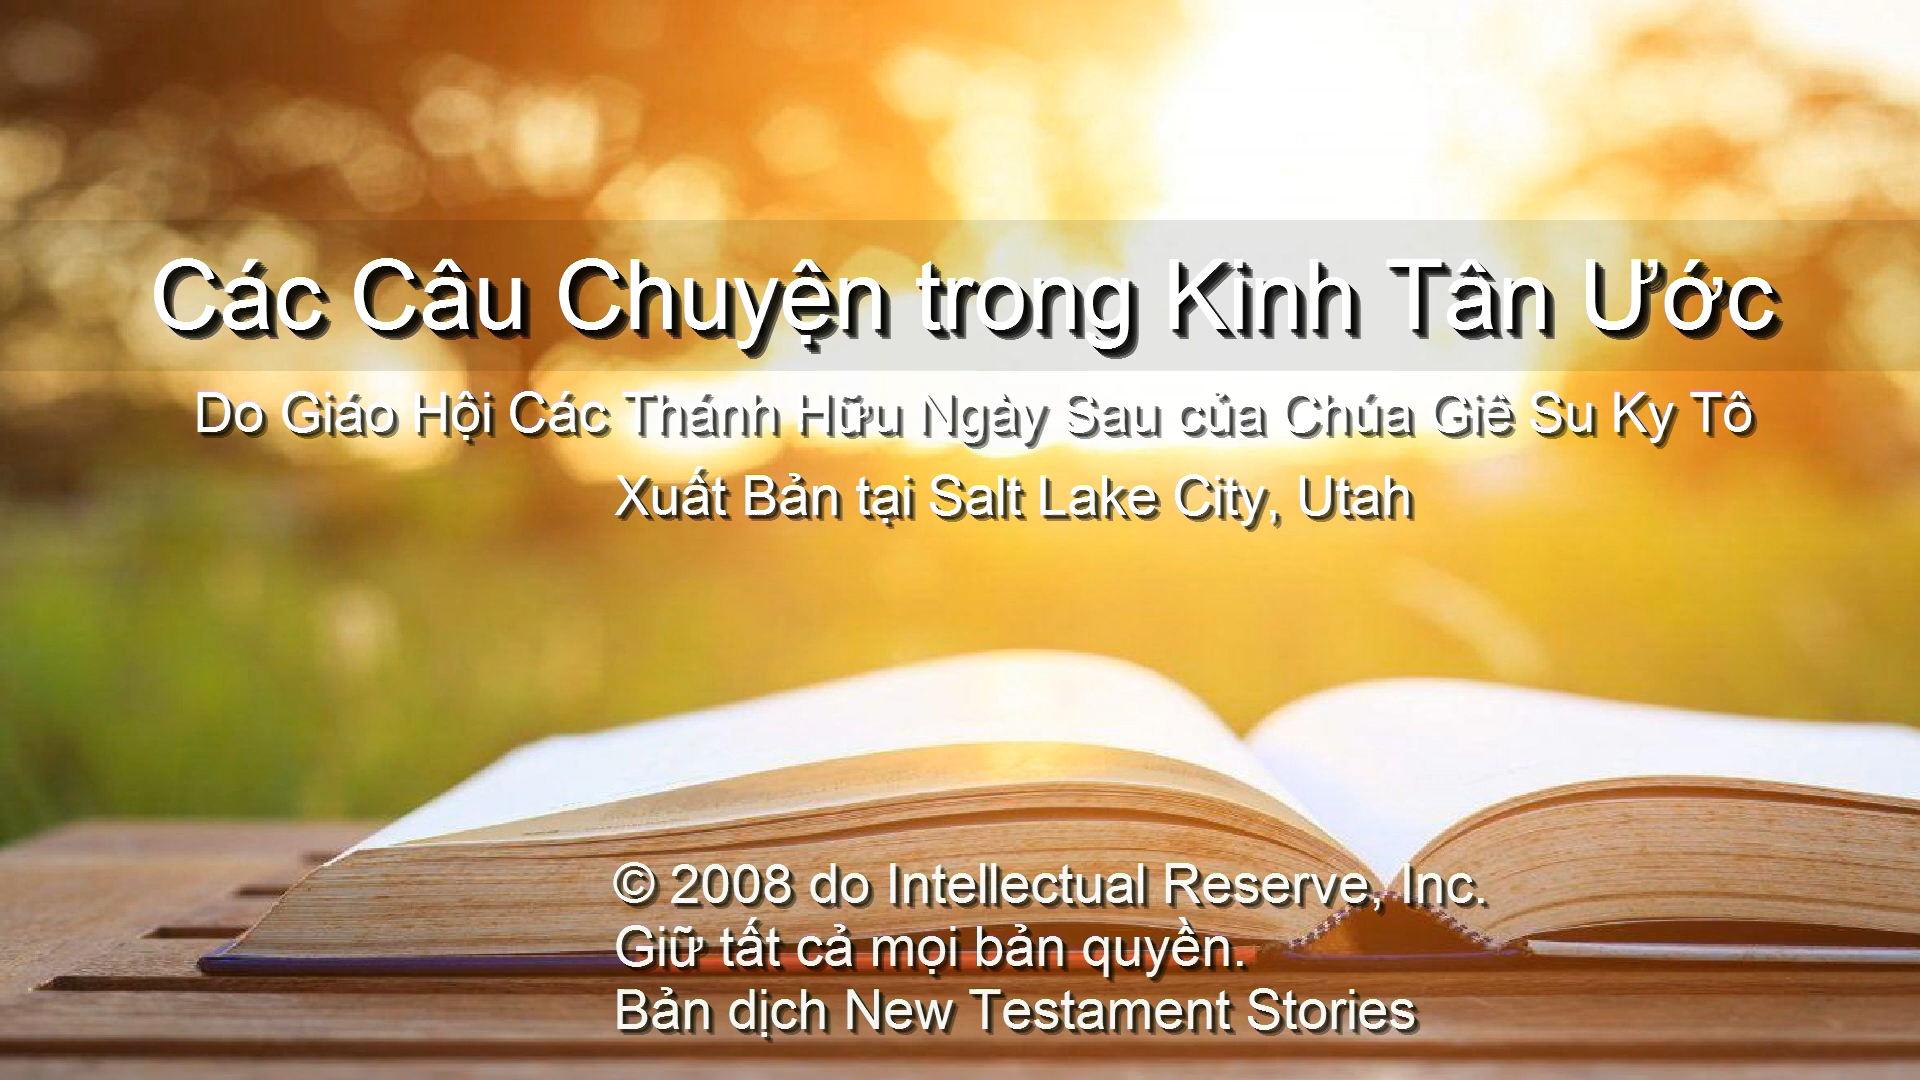 Các Câu Chuyện trong Kinh Tân Ước
Do Giáo Hội Các Thánh Hữu Ngày Sau của Chúa Giê Su Ky Tô
Xuất Bản tại Salt Lake City, Utah
© 2008 do Intellectual Reserve, Inc.
Giữ tất cả mọi bản quyền.
Bản dịch New Testament Stories